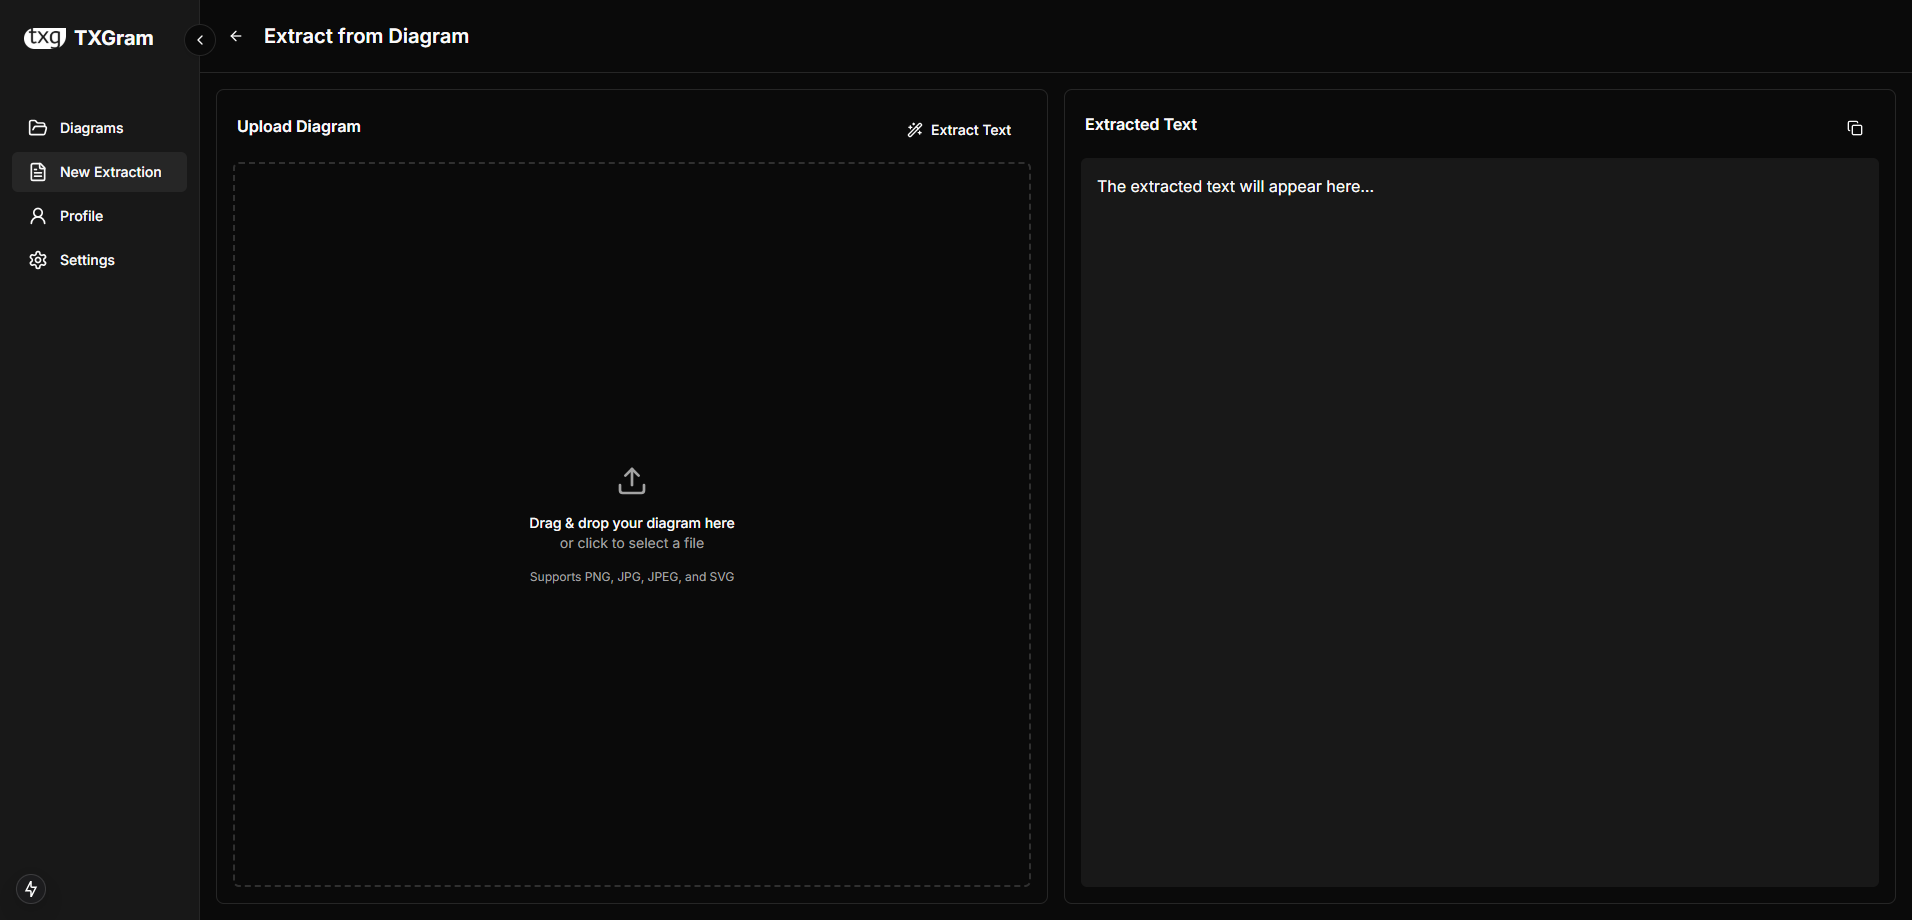 txg TXGram
Extract from Diagram
Diagrams
New Extraction
Profile
Settings
Upload Diagram
Extract Text
Drag & drop your diagram here
or click to select a file
Supports PNG, JPG, JPEG, and SVG
Extracted Text
The extracted text will appear here...